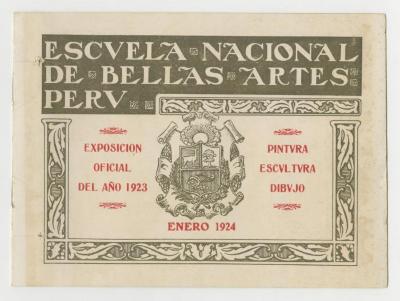 ESCVELA NACIONAL
DE BELLAS ARTES
PERV
EXPOSICION
OFICIAL
DEL AÑO 1923
PINTVRA
ESCVLTVRA
DIBVJO
ENERO 1924